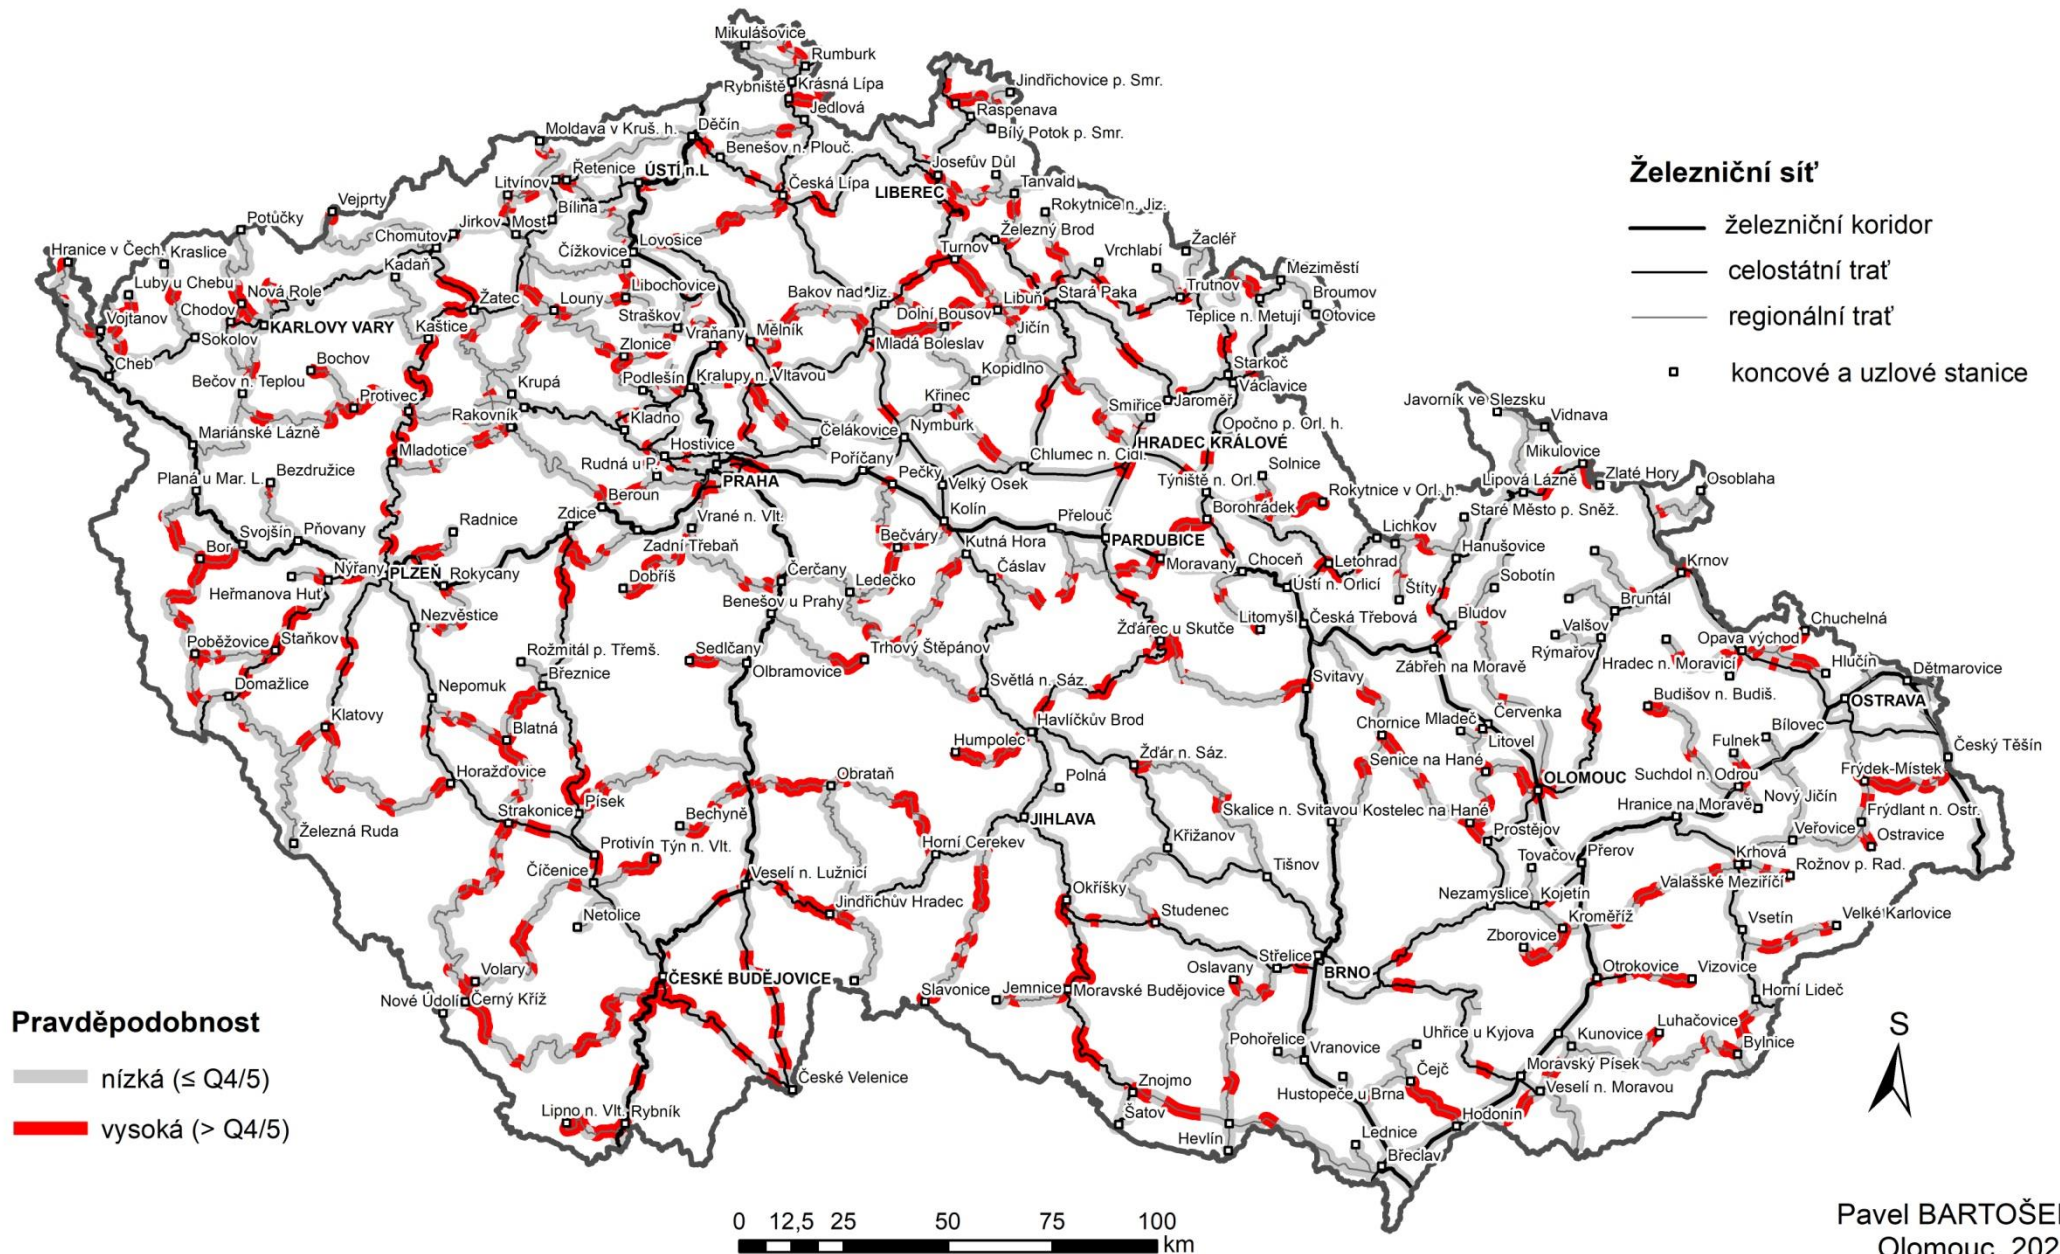 Mikulášovice
Rumburk
Rybniště
Krásná Lípa
Jedlová
Jindřichovice p. Smr.
Raspenava
Bílý Potok p. Smr.
Moldava v Kruš. h.
Děčín
Benešov n. Plouč.
Řetenice
ÚSTÍ n.L
Litvínov
Bílina
Česká Lípa
Josefův Důl
LIBEREC
Tanvald
Rokytnice n. Jiz.
Železný Brod
Vejprty
Potůčky
Jirkov
Most
Chomutov
Kadaň
Čížkovice
Lovosice
Turnov
Vrchlabí
Žacléř
Hranice v Čech.
Kraslice
Luby u Chebu
Nová Role
Chodov
Vojtanov
KARLOVY VARY
Sokolov
Cheb
Žatec
Louny
Libochovice
Straškov
Vraňany
Mělník
Bakov nad Jiz.
Dolní Bousov
Libuň
Stará Paka
Jičín
Mladá Boleslav
Trutnov
Meziměstí
Broumov
Otovice
Teplice n. Metují
Kaštice
Bochov
Zlonice
Bečov n. Teplou
Protivec
Krupá
Podlešín
Kralupy n. Vltavou
Kopidlno
Starkoč
Václavice
Jaroměř
Smiřice
Křinec
Rakovník
Kladno
Mariánské Lázně
Mladotice
Hostivice
Čelákovice
Nymburk
Opočno p. Orl. h.
HRADEC KRÁLOVÉ
Javorník ve Slezsku
Vidnava
Mikulovice
Zlaté Hory
Osoblaha
Lipová Lázně
Planá u Mar. L.
Bezdružice
Rudná u P.
PRAHA
Poříčany
Pečky
Velký Osek
Chlumec n. Cidl.
Týniště n. Orl.
Solnice
Rokytnice v Orl. h.
Staré Město p. Sněž.
Beroun
Zdice
Vrané n. Vlt.
Kolín
Přelouč
Borohrádek
Lichkov
Hanušovice
Svojšín
Pňovany
Radnice
Bor
Zadní Třebaň
Bečváry
Kutná Hora
PARDUBICE
Choceň
Letohrad
Krnov
Nýřany
PLZEŇ
Rokycany
Heřmanova Huť
Dobříš
Čerčany
Ledečko
Čáslav
Moravany
Ústí n. Orlicí
Štíty
Sobotín
Bruntál
Benešov u Prahy
Nezvěstice
Litomyšl
Česká Třebová
Bludov
Valšov
Chuchelná
Poběžovice
Staňkov
Rožmitál p. Třemš.
Sedlčany
Trhový Štěpánov
Žďárec u Skutče
Zábřeh na Moravě
Rýmařov
Opava východ
Hradec n. Moravicí
Hlučín
Dětmarovice
Březnice
Olbramovice
Světlá n. Sáz.
Domažlice
Nepomuk
Svitavy
Budišov n. Budiš.
OSTRAVA
Klatovy
Blatná
Humpolec
Havlíčkův Brod
Chornice
Mladeč
Červenka
Litovel
Bílovec
Fulnek
Český Těšín
Horažďovice
Obrataň
Polná
Žďár n. Sáz.
Senice na Hané
OLOMOUC
Suchdol n. Odrou
Frýdek-Místek
Železná Ruda
Strakonice
Písek
Bechyně
JIHLAVA
Skalice n. Svitavou
Kostelec na Hané
Hranice na Moravě
Nový Jičín
Frýdlant n. Ostr.
Protivín
Týn n. Vlt.
Horní Cerekev
Křižanov
Prostějov
Veřovice
Ostravice
Číčenice
Veselí n. Lužnicí
Tišnov
Tovačov
Přerov
Krhová
Rožnov p. Rad.
Valašské Meziříčí
Netolice
Jindřichův Hradec
Okříšky
Studenec
Nezamyslice
Kojetín
Kroměříž
Vsetín
Velké Karlovice
Zborovice
Volary
Nové Údolí
Černý Kříž
ČESKÉ BUDĚJOVICE
Slavonice
Jemnice
Moravské Budějovice
Oslavany
Střelice
BRNO
Otrokovice
Vizovice
Horní Lideč
Pohořelice
Vranovice
Uhřice u Kyjova
Kunovice
Luhačovice
Bylnice
České Velenice
Znojmo
Čejč
Moravský Písek
Veselí n. Moravou
Hustopeče u Brna
Hodonín
Lipno n. Vlt.
Rybník
Šatov
Hevlín
Lednice
Břeclav
Železniční síť
železniční koridor
celostátní trať
regionální trať
koncové a uzlové stanice
Pravděpodobnost
nízká (≤ Q4/5)
vysoká (> Q4/5)
S
0 12,5 25 50 75 100
km
Pavel BARTOŠE
Olomouc, 202